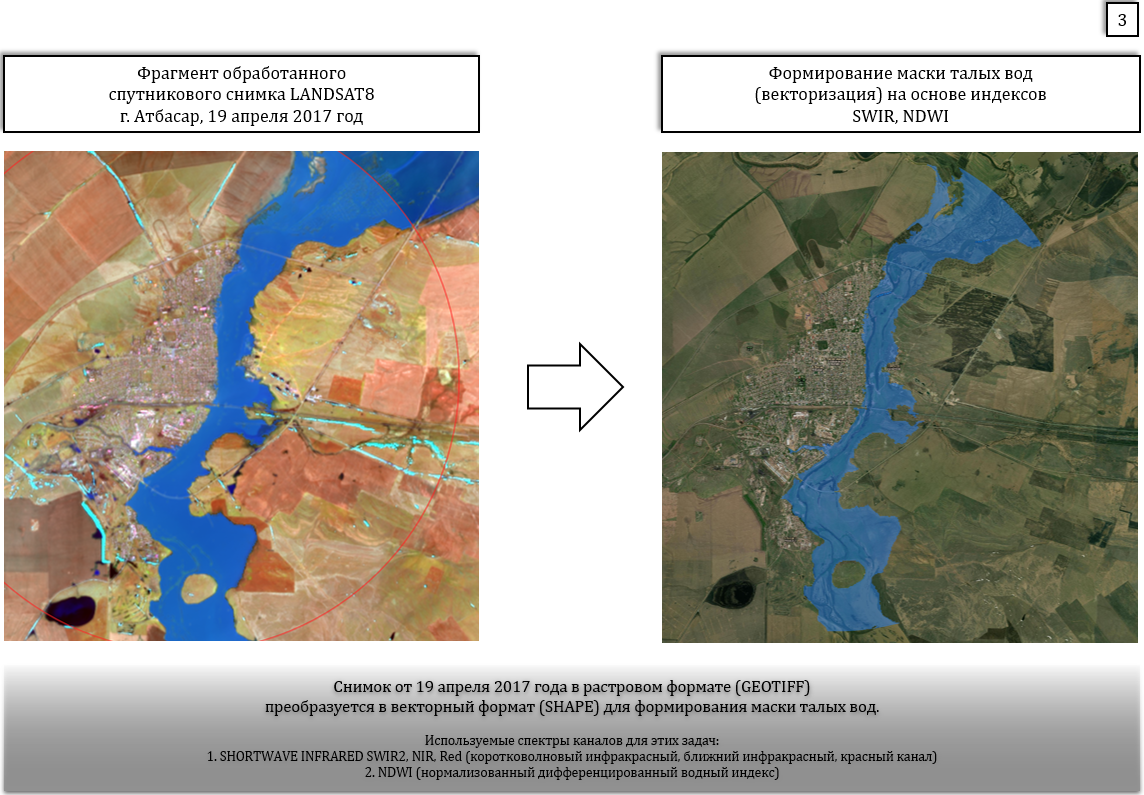 3
Фрагмент обработанного
спутникового снимка LANDSAT8
г. Атбасар, 19 апреля 2017 год
Формирование маски талых вод
(векторизация) на основе индексов
SWIR, NDWI
Снимок от 19 апреля 2017 года в растровом формате (GEOTIFF)
преобразуется в векторный формат (SHAPE) для формирования маски талых вод.
Используемые спектры каналов для этих задач:
1. SHORTWAVE INFRARED SWIR2, NIR, Red (коротковолновый инфракрасный, ближний инфракрасный, красный канал)
2. NDWI (нормализованный дифференцированный водный индекс)